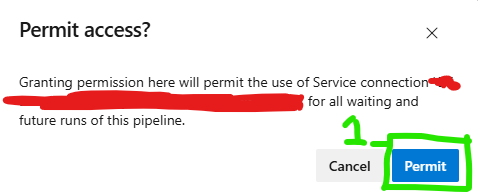 Permit access?
Granting permission here will permit the use of Service connection
for all waiting and
future runs of this pipeline.
1
Cancel Permit